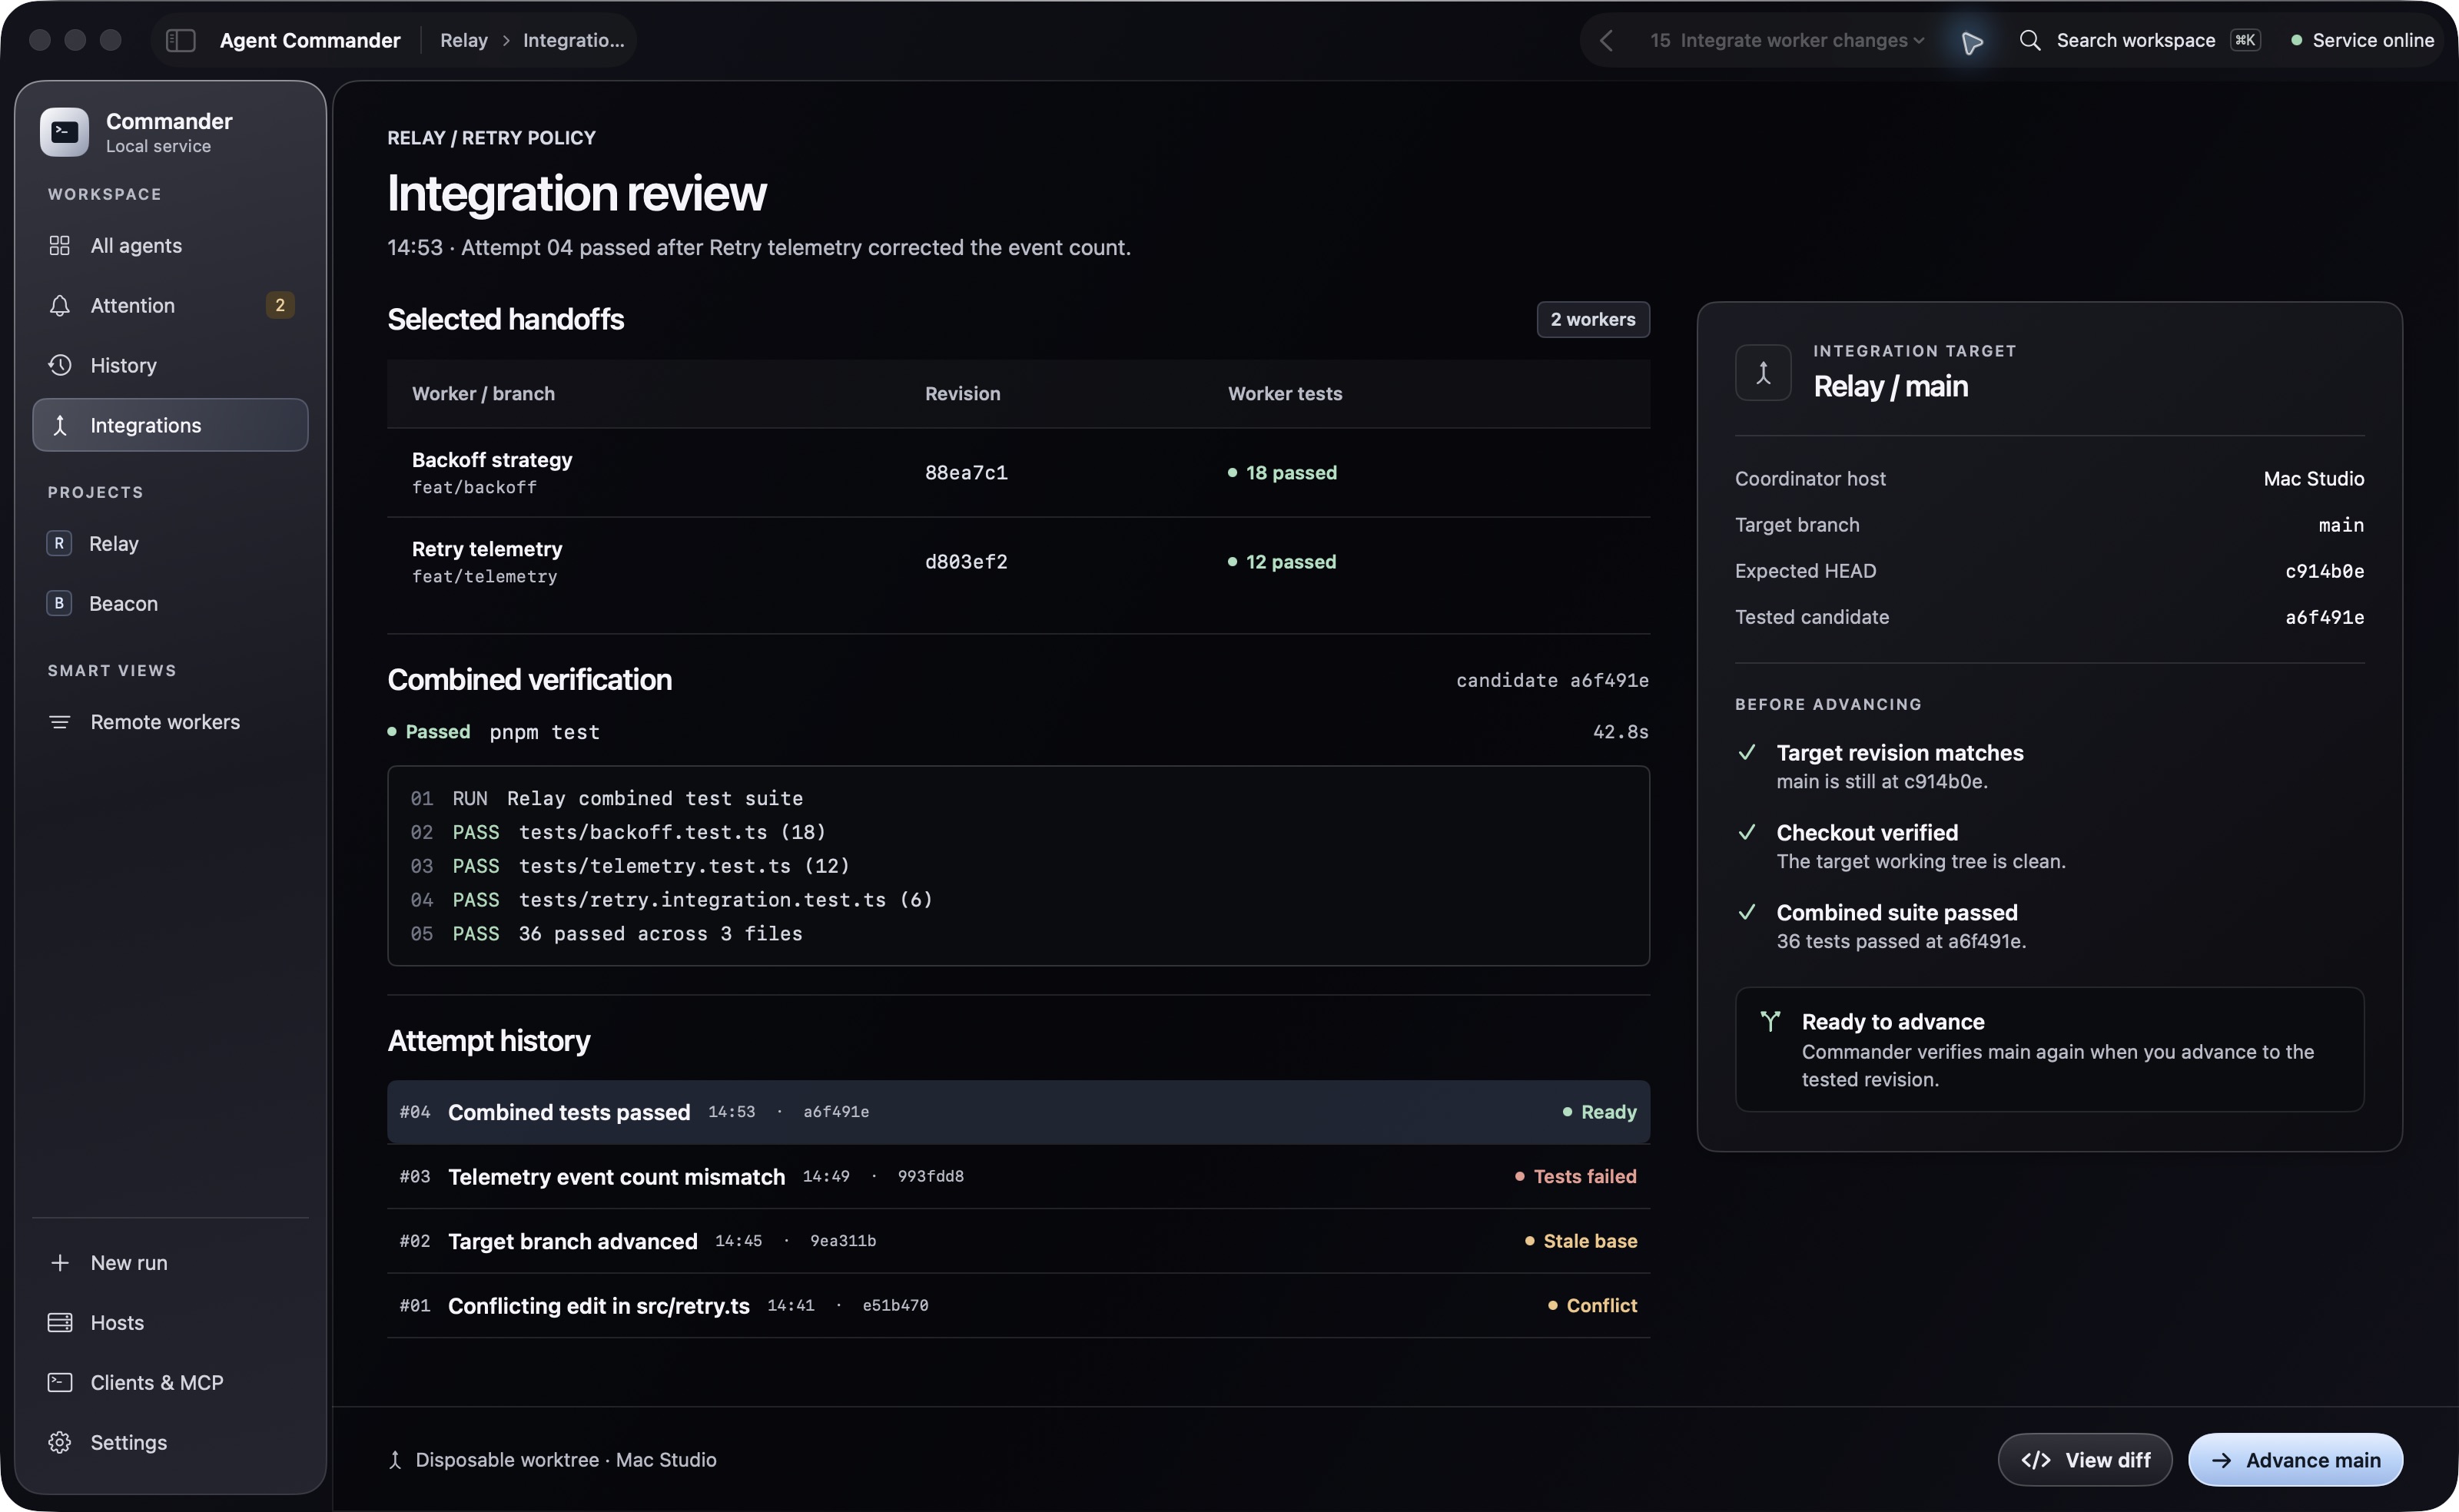 Agent Commander
Relay › Integratio...
15 Integrate worker changes
Search workspace ⌘K
Service online
Commander
Local service
WORKSPACE
All agents
Attention 2
History
Integrations
PROJECTS
R Relay
B Beacon
SMART VIEWS
Remote workers
New run
Hosts
Clients & MCP
Settings
RELAY / RETRY POLICY
Integration review
14:53 · Attempt 04 passed after Retry telemetry corrected the event count.
Selected handoffs
2 workers
Worker / branch Revision Worker tests
Backoff strategy
feat/backoff
88ea7c1
18 passed
Retry telemetry
feat/telemetry
d803ef2
12 passed
Combined verification
candidate a6f491e
Passed pnpm test
42.8s
01 RUN Relay combined test suite
02 PASS tests/backoff.test.ts (18)
03 PASS tests/telemetry.test.ts (12)
04 PASS tests/retry.integration.test.ts (6)
05 PASS 36 passed across 3 files
Attempt history
#04 Combined tests passed 14:53 · a6f491e Ready
#03 Telemetry event count mismatch 14:49 · 993fdd8 Tests failed
#02 Target branch advanced 14:45 · 9ea311b Stale base
#01 Conflicting edit in src/retry.ts 14:41 · e51b470 Conflict
INTEGRATION TARGET
Relay / main
Coordinator host Mac Studio
Target branch main
Expected HEAD c914b0e
Tested candidate a6f491e
BEFORE ADVANCING
Target revision matches
main is still at c914b0e.
Checkout verified
The target working tree is clean.
Combined suite passed
36 tests passed at a6f491e.
Ready to advance
Commander verifies main again when you advance to the
tested revision.
Disposable worktree · Mac Studio
</> View diff
→ Advance main